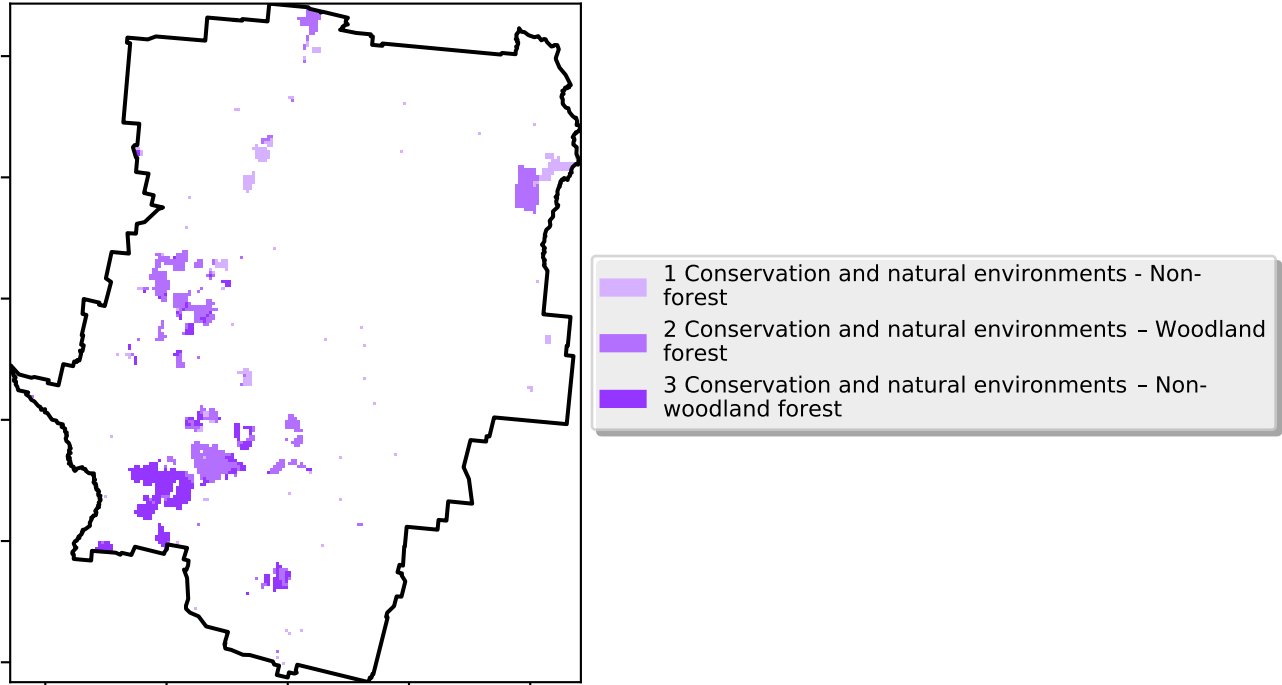 1 Conservation and natural environments - Non-
forest
2 Conservation and natural environments – Woodland
forest
3 Conservation and natural environments – Non-
woodland forest